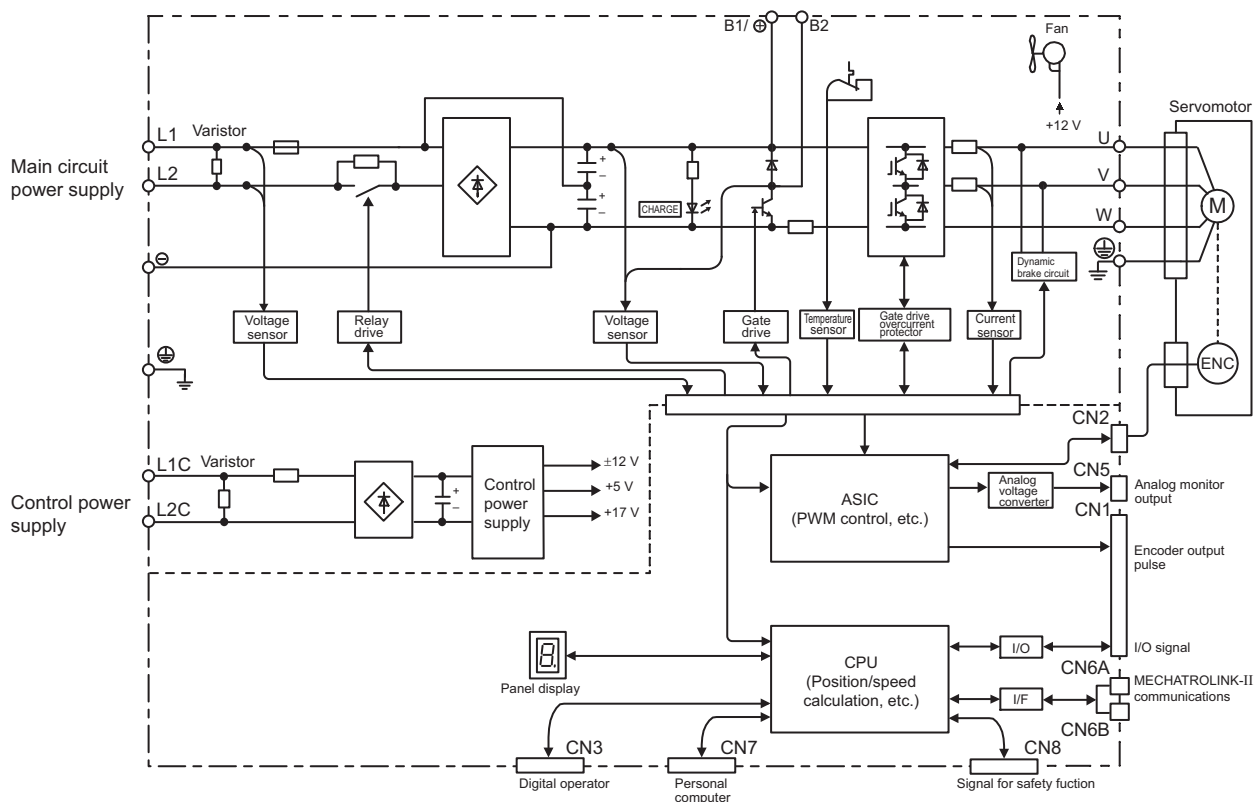 B1/ ⊕
B2
Fan
+12 V
Servomotor
Main circuit
power supply
L1
Varistor
L2
U
V
W
M
+
–
+
–
CHARGE
⊖
Dynamic
brake circuit
Voltage
sensor
Relay
drive
Voltage
sensor
Gate
drive
Temperature
sensor
Gate drive
overcurrent
protector
Current
sensor
ENC
CN2
Control power
supply
L1C
Varistor
L2C
+
–
Control
power
supply
±12 V
+5 V
+17 V
ASIC
(PWM control, etc.)
Analog
voltage
converter
CN5
Analog monitor
output
CN1
Encoder output
pulse
8.
Panel display
CPU
(Position/speed
calculation, etc.)
I/O
I/O signal
CN6A
I/F
MECHATROLINK-II
communications
CN6B
CN3
Digital operator
CN7
Personal
computer
CN8
Signal for safety fuction